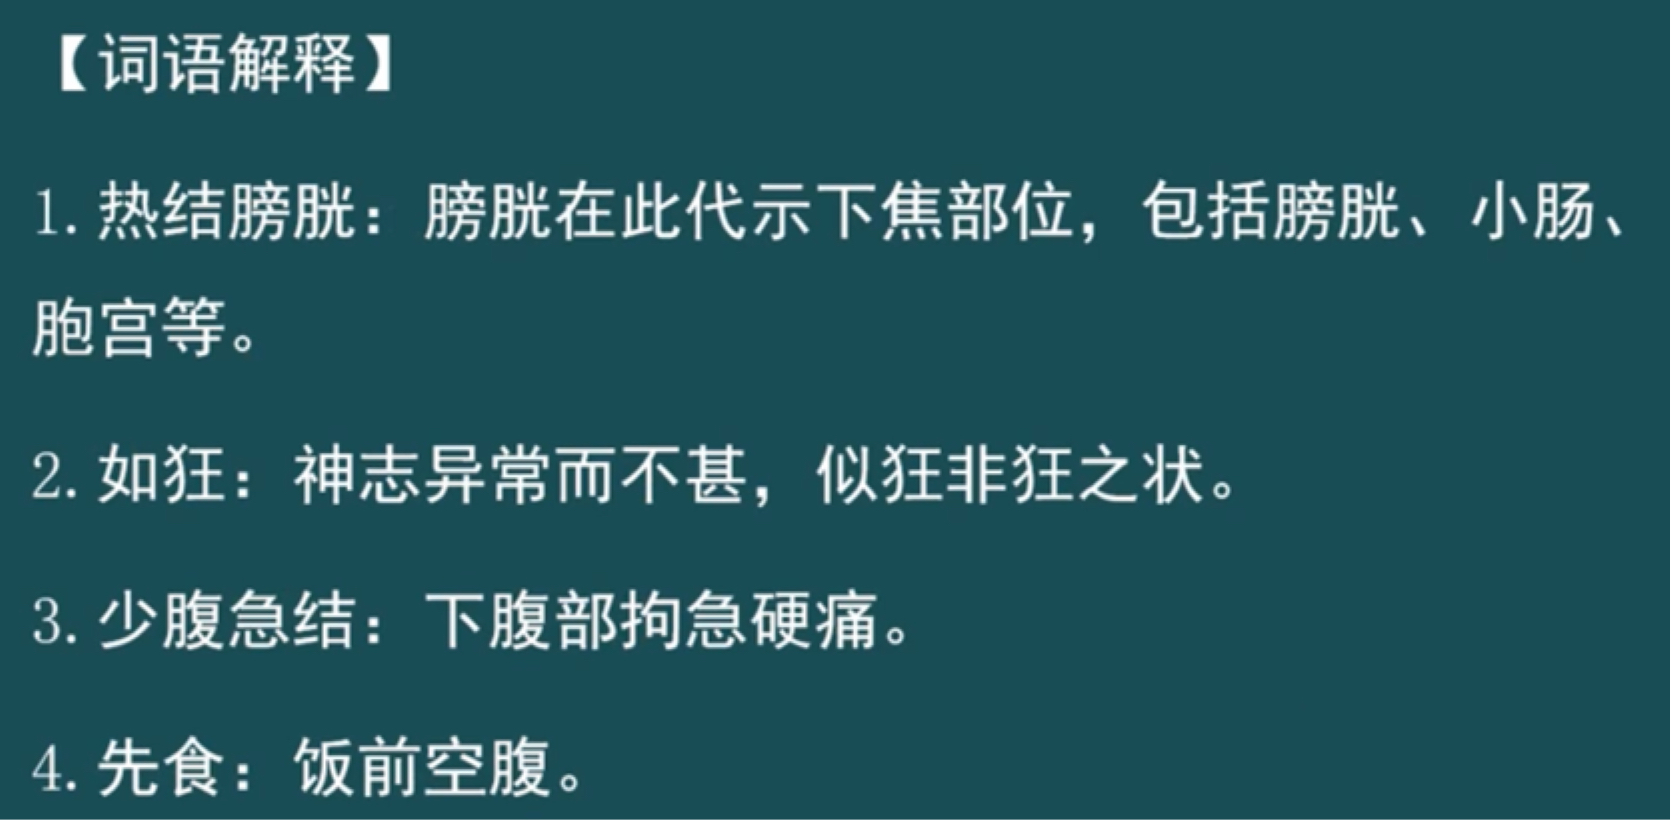 【词语解释】
1.热结膀胱：膀胱在此代示下焦部位，包括膀胱、小肠、
胞宫等。
2.如狂：神志异常而不甚，似狂非狂之状。
3.少腹急结：下腹部拘急硬痛。
4.先食：饭前空腹。